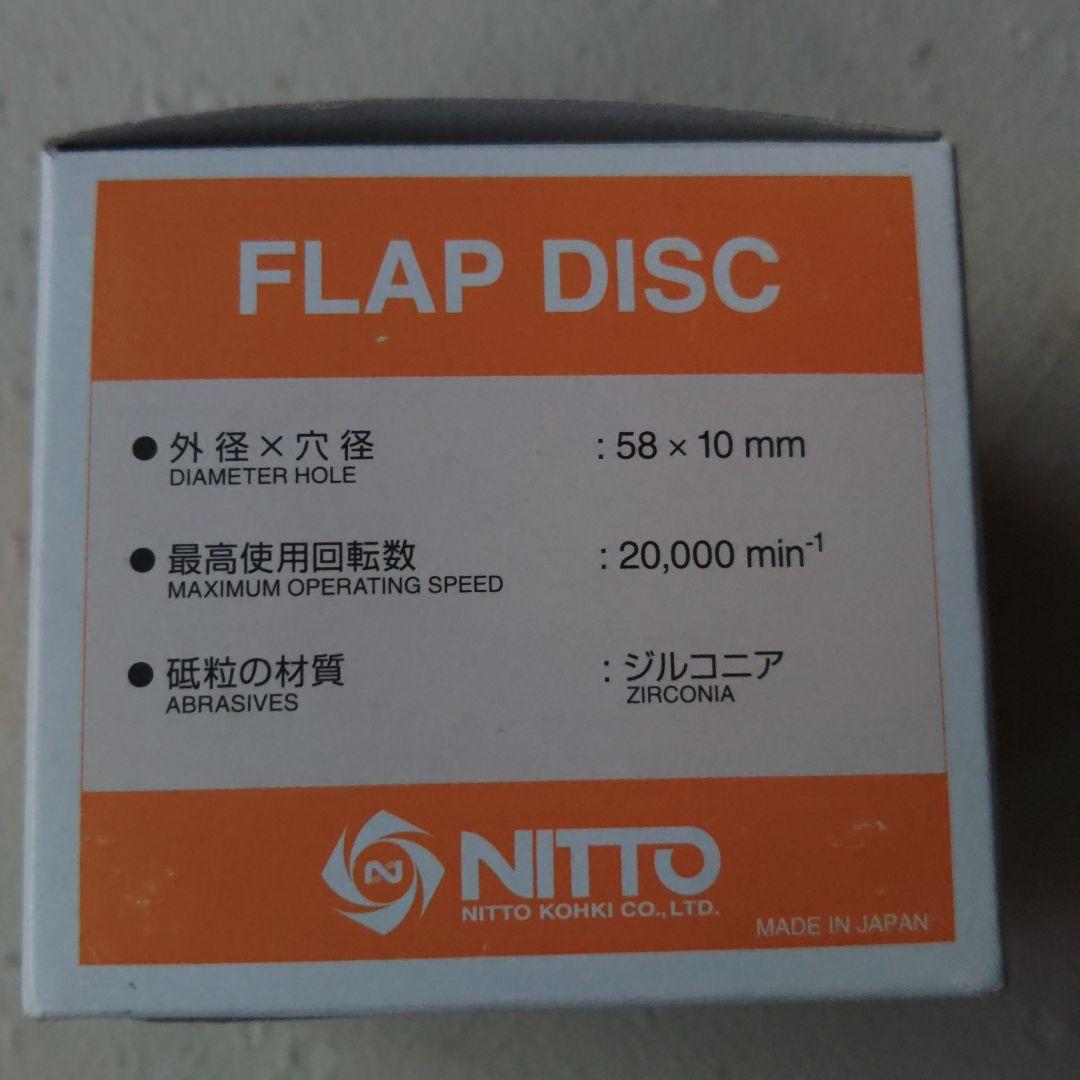 FLAP DISC
● 外径×穴径 : 58 × 10 mm
DIAMETER HOLE
● 最高使用回転数 : 20,000 min⁻¹
MAXIMUM OPERATING SPEED
● 砥粒の材質 : ジルコニア
ABRASIVES ZIRCONIA
N NITTO
NITTO KOHKI CO., LTD.
MADE IN JAPAN